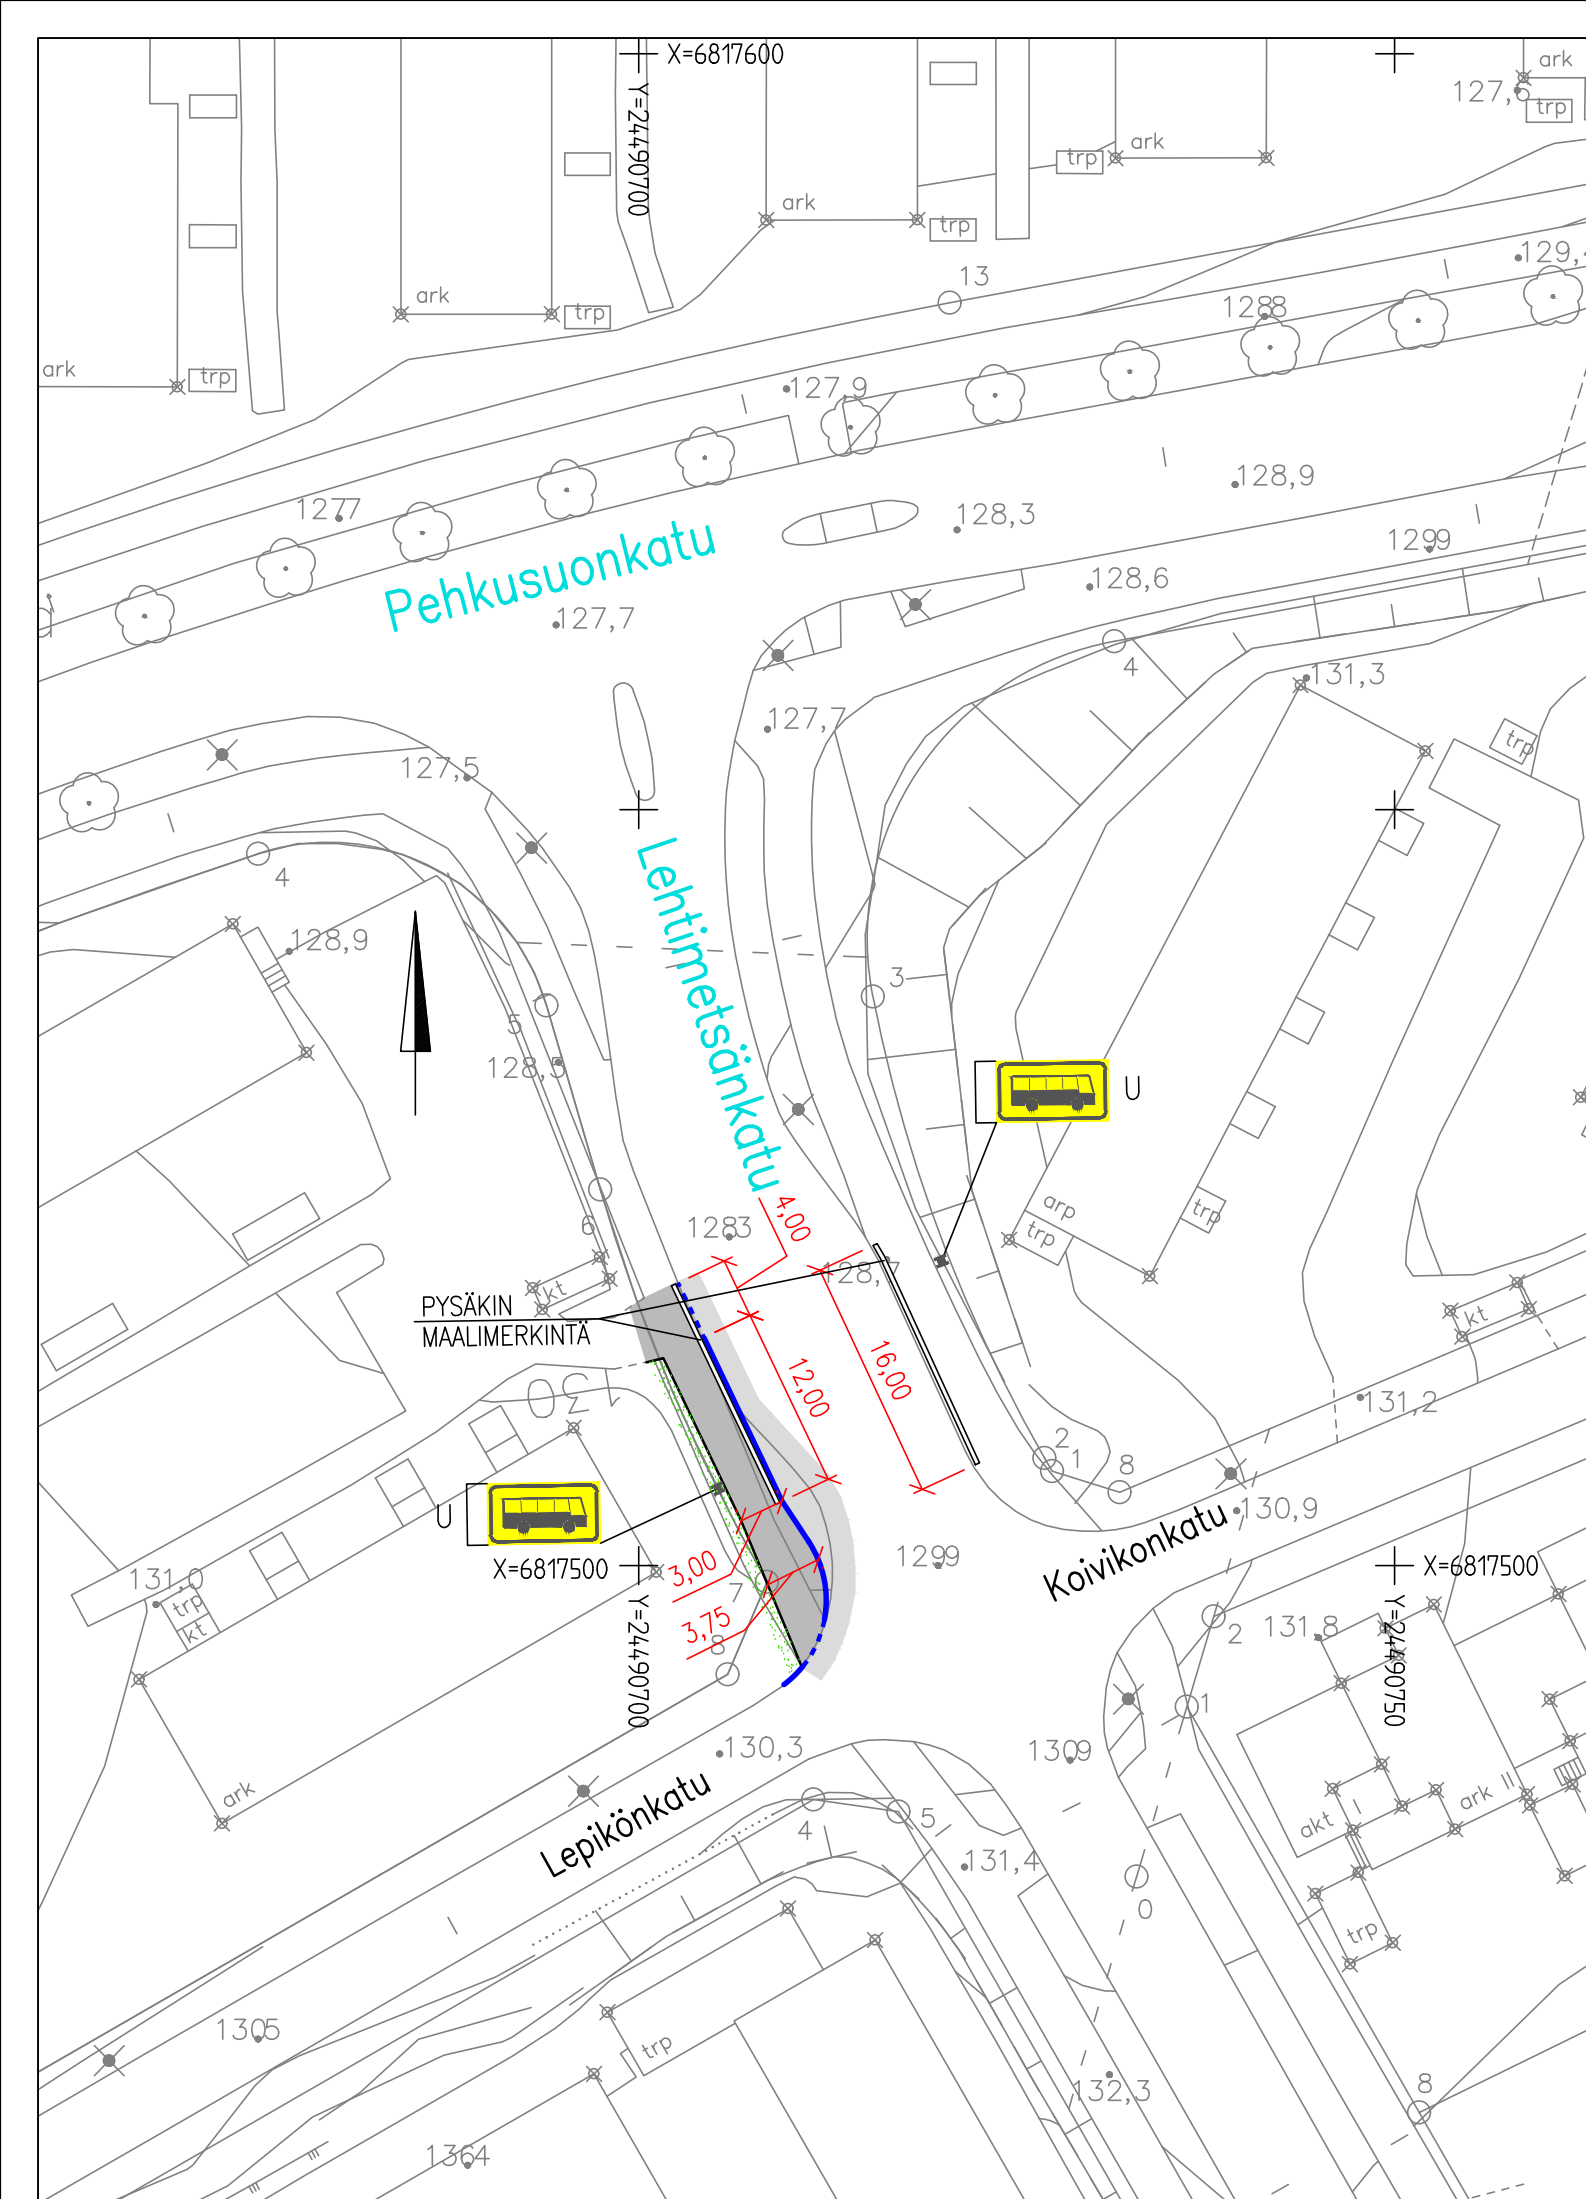 X=6817600
Y=24490700
ark
127,6
trp
trp
ark
ark
trp
13
129,
ark
trp
1288
ark
trp
127,9
1277
128,9
128,3
1299
Pehkusuonkatu
128,6
127,7
4
131,3
127,7
trp
127,5
4
Lehtimetsänkatu
128,9
3
5
128,5
U
arp
trp
trp
6
1283
4,00
128,7
kt
PYSÄKIN
MAALIMERKINTÄ
kt
12,00
16,00
130
131,2
2
1
8
U
130,9
Koivikonkatu
1299
X=6817500
X=6817500
3,00
7
131,0
trp
kt
3,75
8
Y=24490700
Y=24490750
2
131,8
1
130,3
1309
ark
Lepikönkatu
4
5
akt
I
ark II
131,4
0
trp
1305
trp
132,3
8
1364